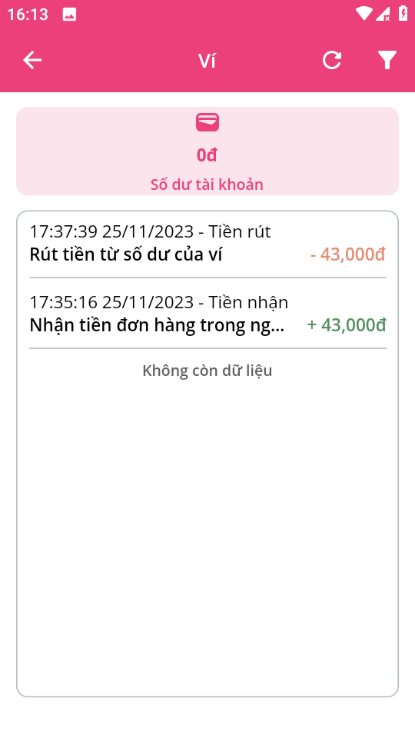 16:13
Ví
0đ
Số dư tài khoản
17:37:39 25/11/2023 - Tiền rút
Rút tiền từ số dư của ví - 43,000đ
17:35:16 25/11/2023 - Tiền nhận
Nhận tiền đơn hàng trong ng... + 43,000đ
Không còn dữ liệu